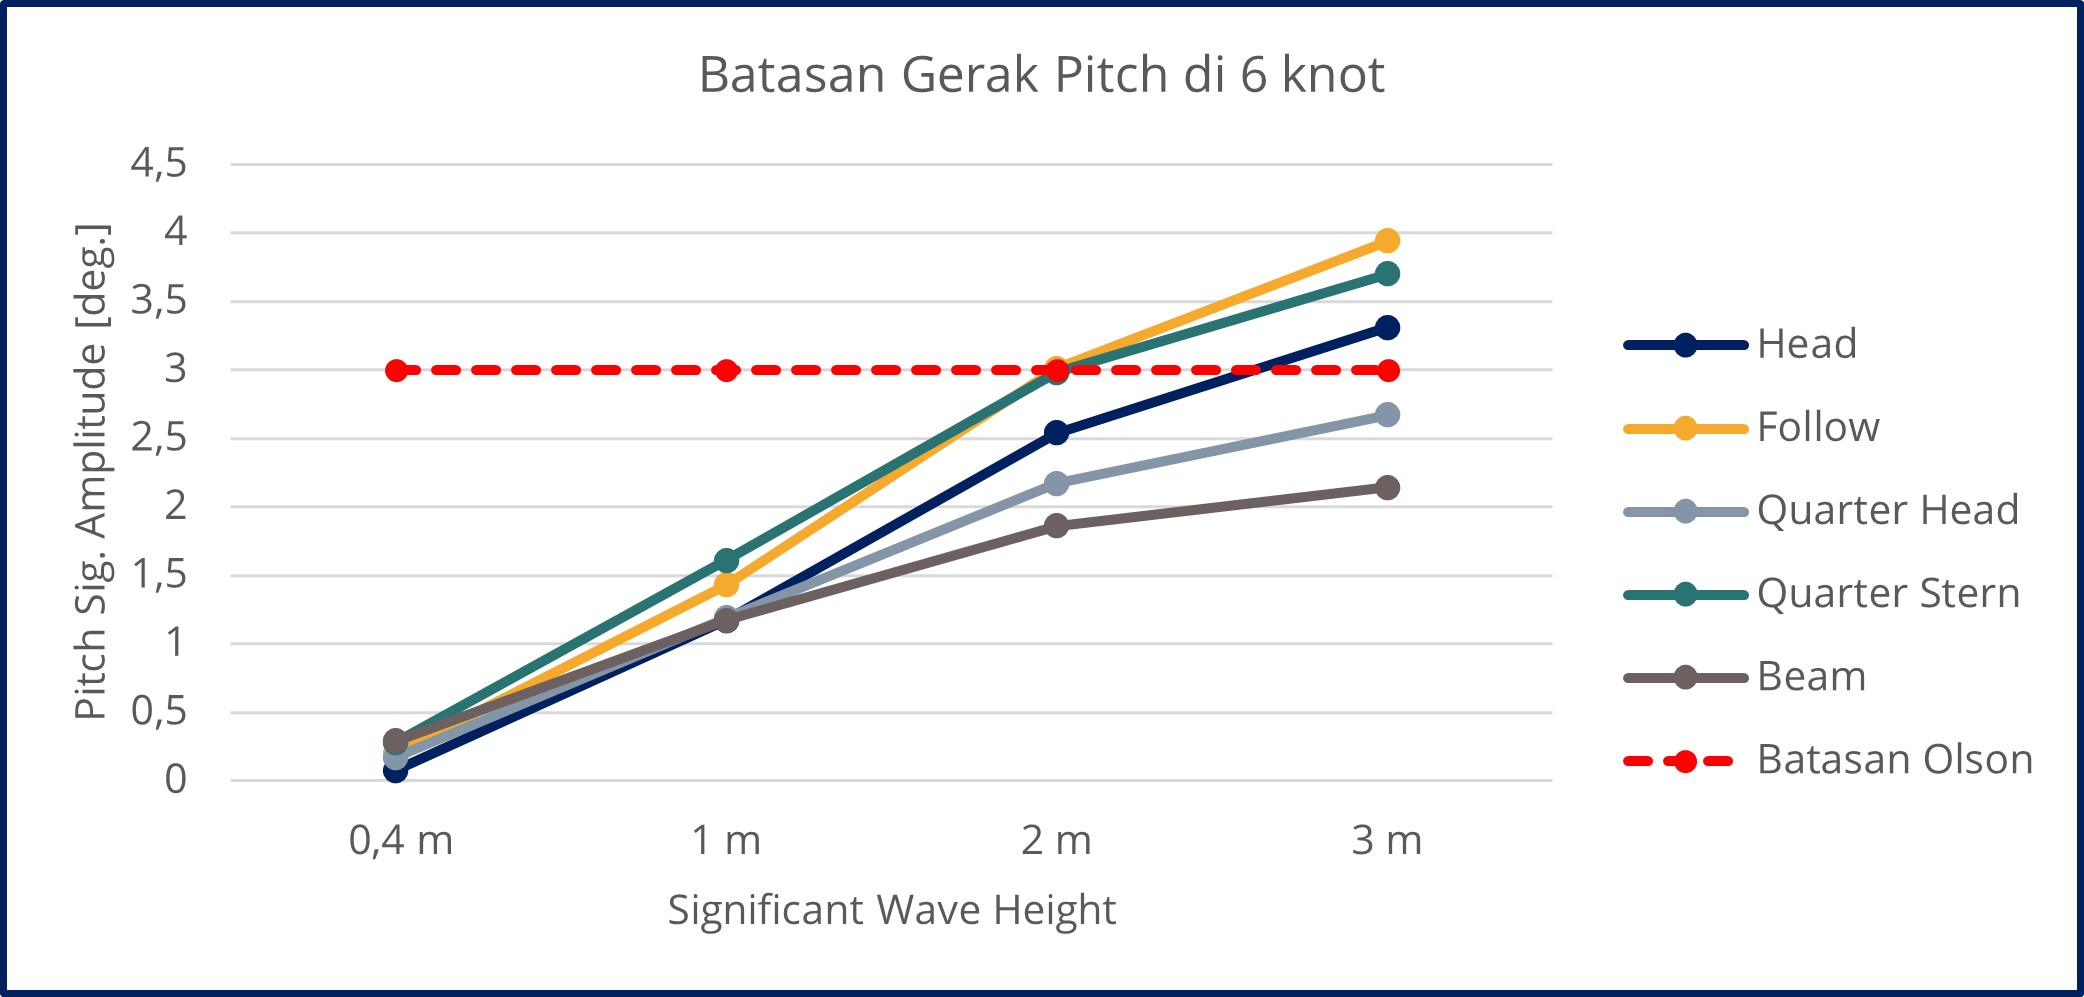 Batasan Gerak Pitch di 6 knot
Pitch Sig. Amplitude [deg.]
4,5
4
3,5
3
2,5
2
1,5
1
0,5
0
0,4 m
1 m
2 m
3 m
Significant Wave Height
Head
Follow
Quarter Head
Quarter Stern
Beam
Batasan Olson